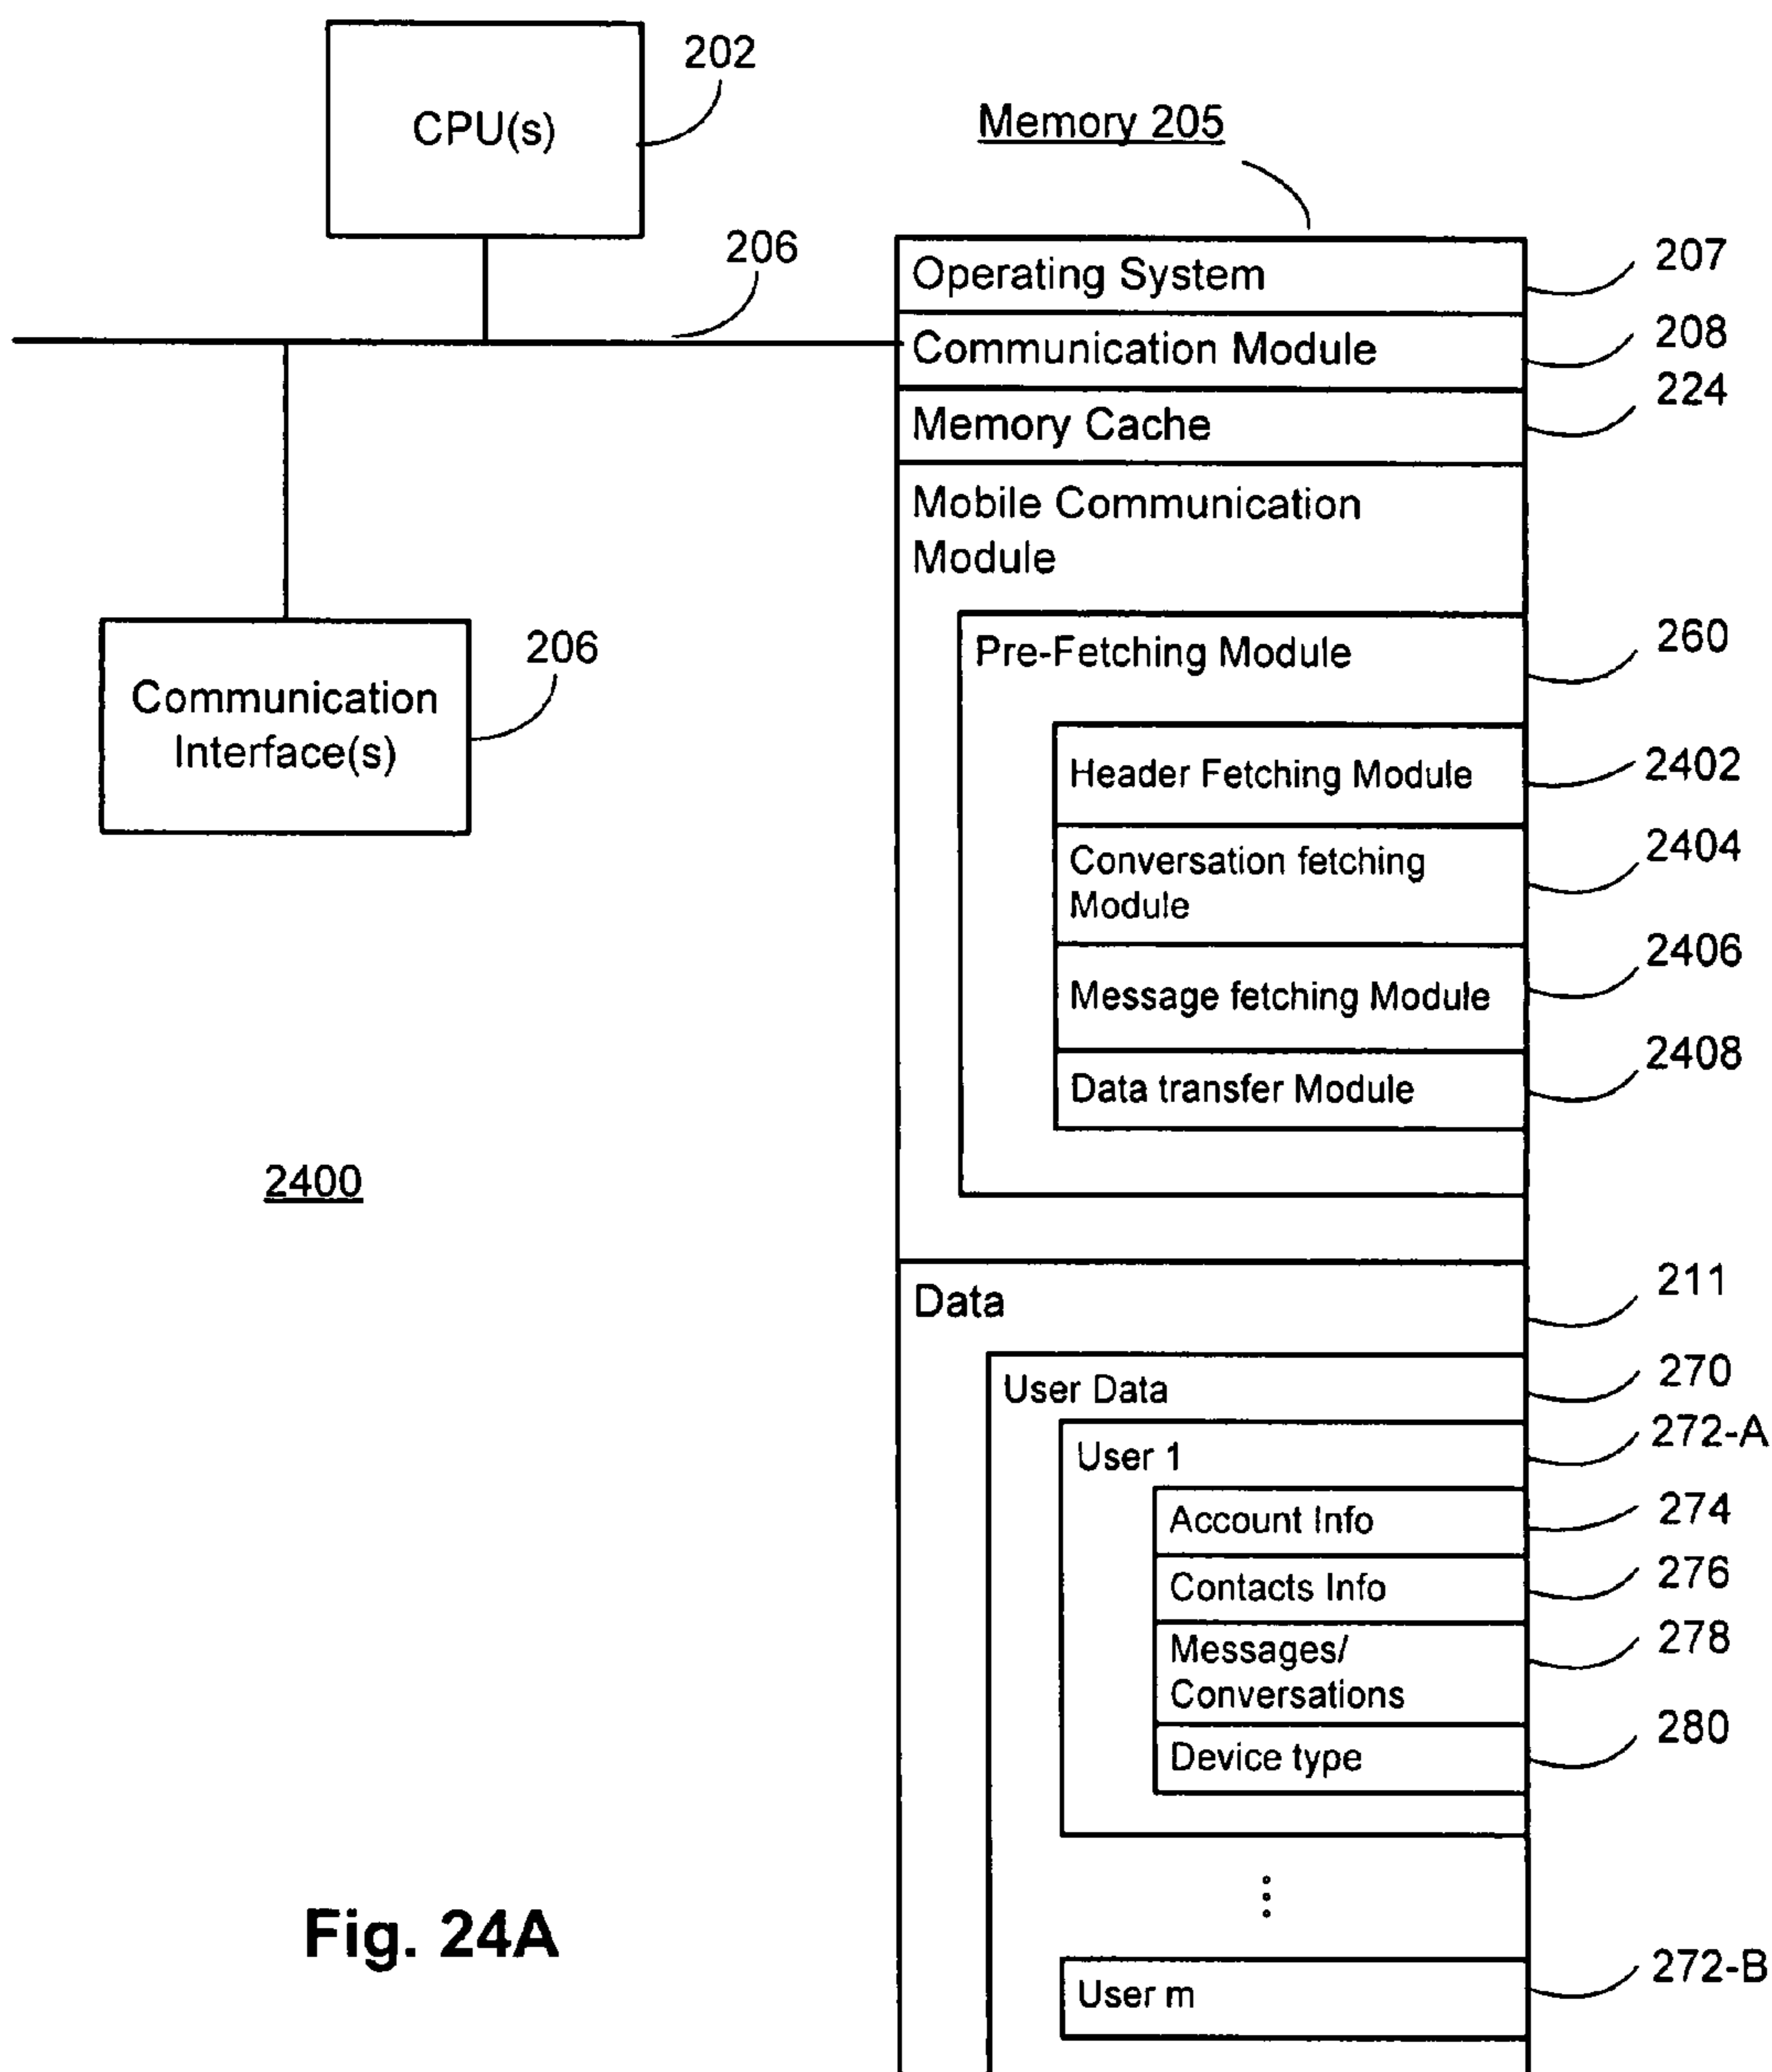 CPU(s)
202
Memory 205
206
Operating System
207
Communication Module
208
Memory Cache
224
Mobile Communication
Module
Pre-Fetching Module
260
Communication
Interface(s)
206
Header Fetching Module
2402
Conversation fetching
Module
2404
Message fetching Module
2406
Data transfer Module
2408
2400
Data
211
User Data
270
User 1
272-A
Account Info
274
Contacts Info
276
Messages/
Conversations
278
Device type
280
Fig. 24A
User m
272-B